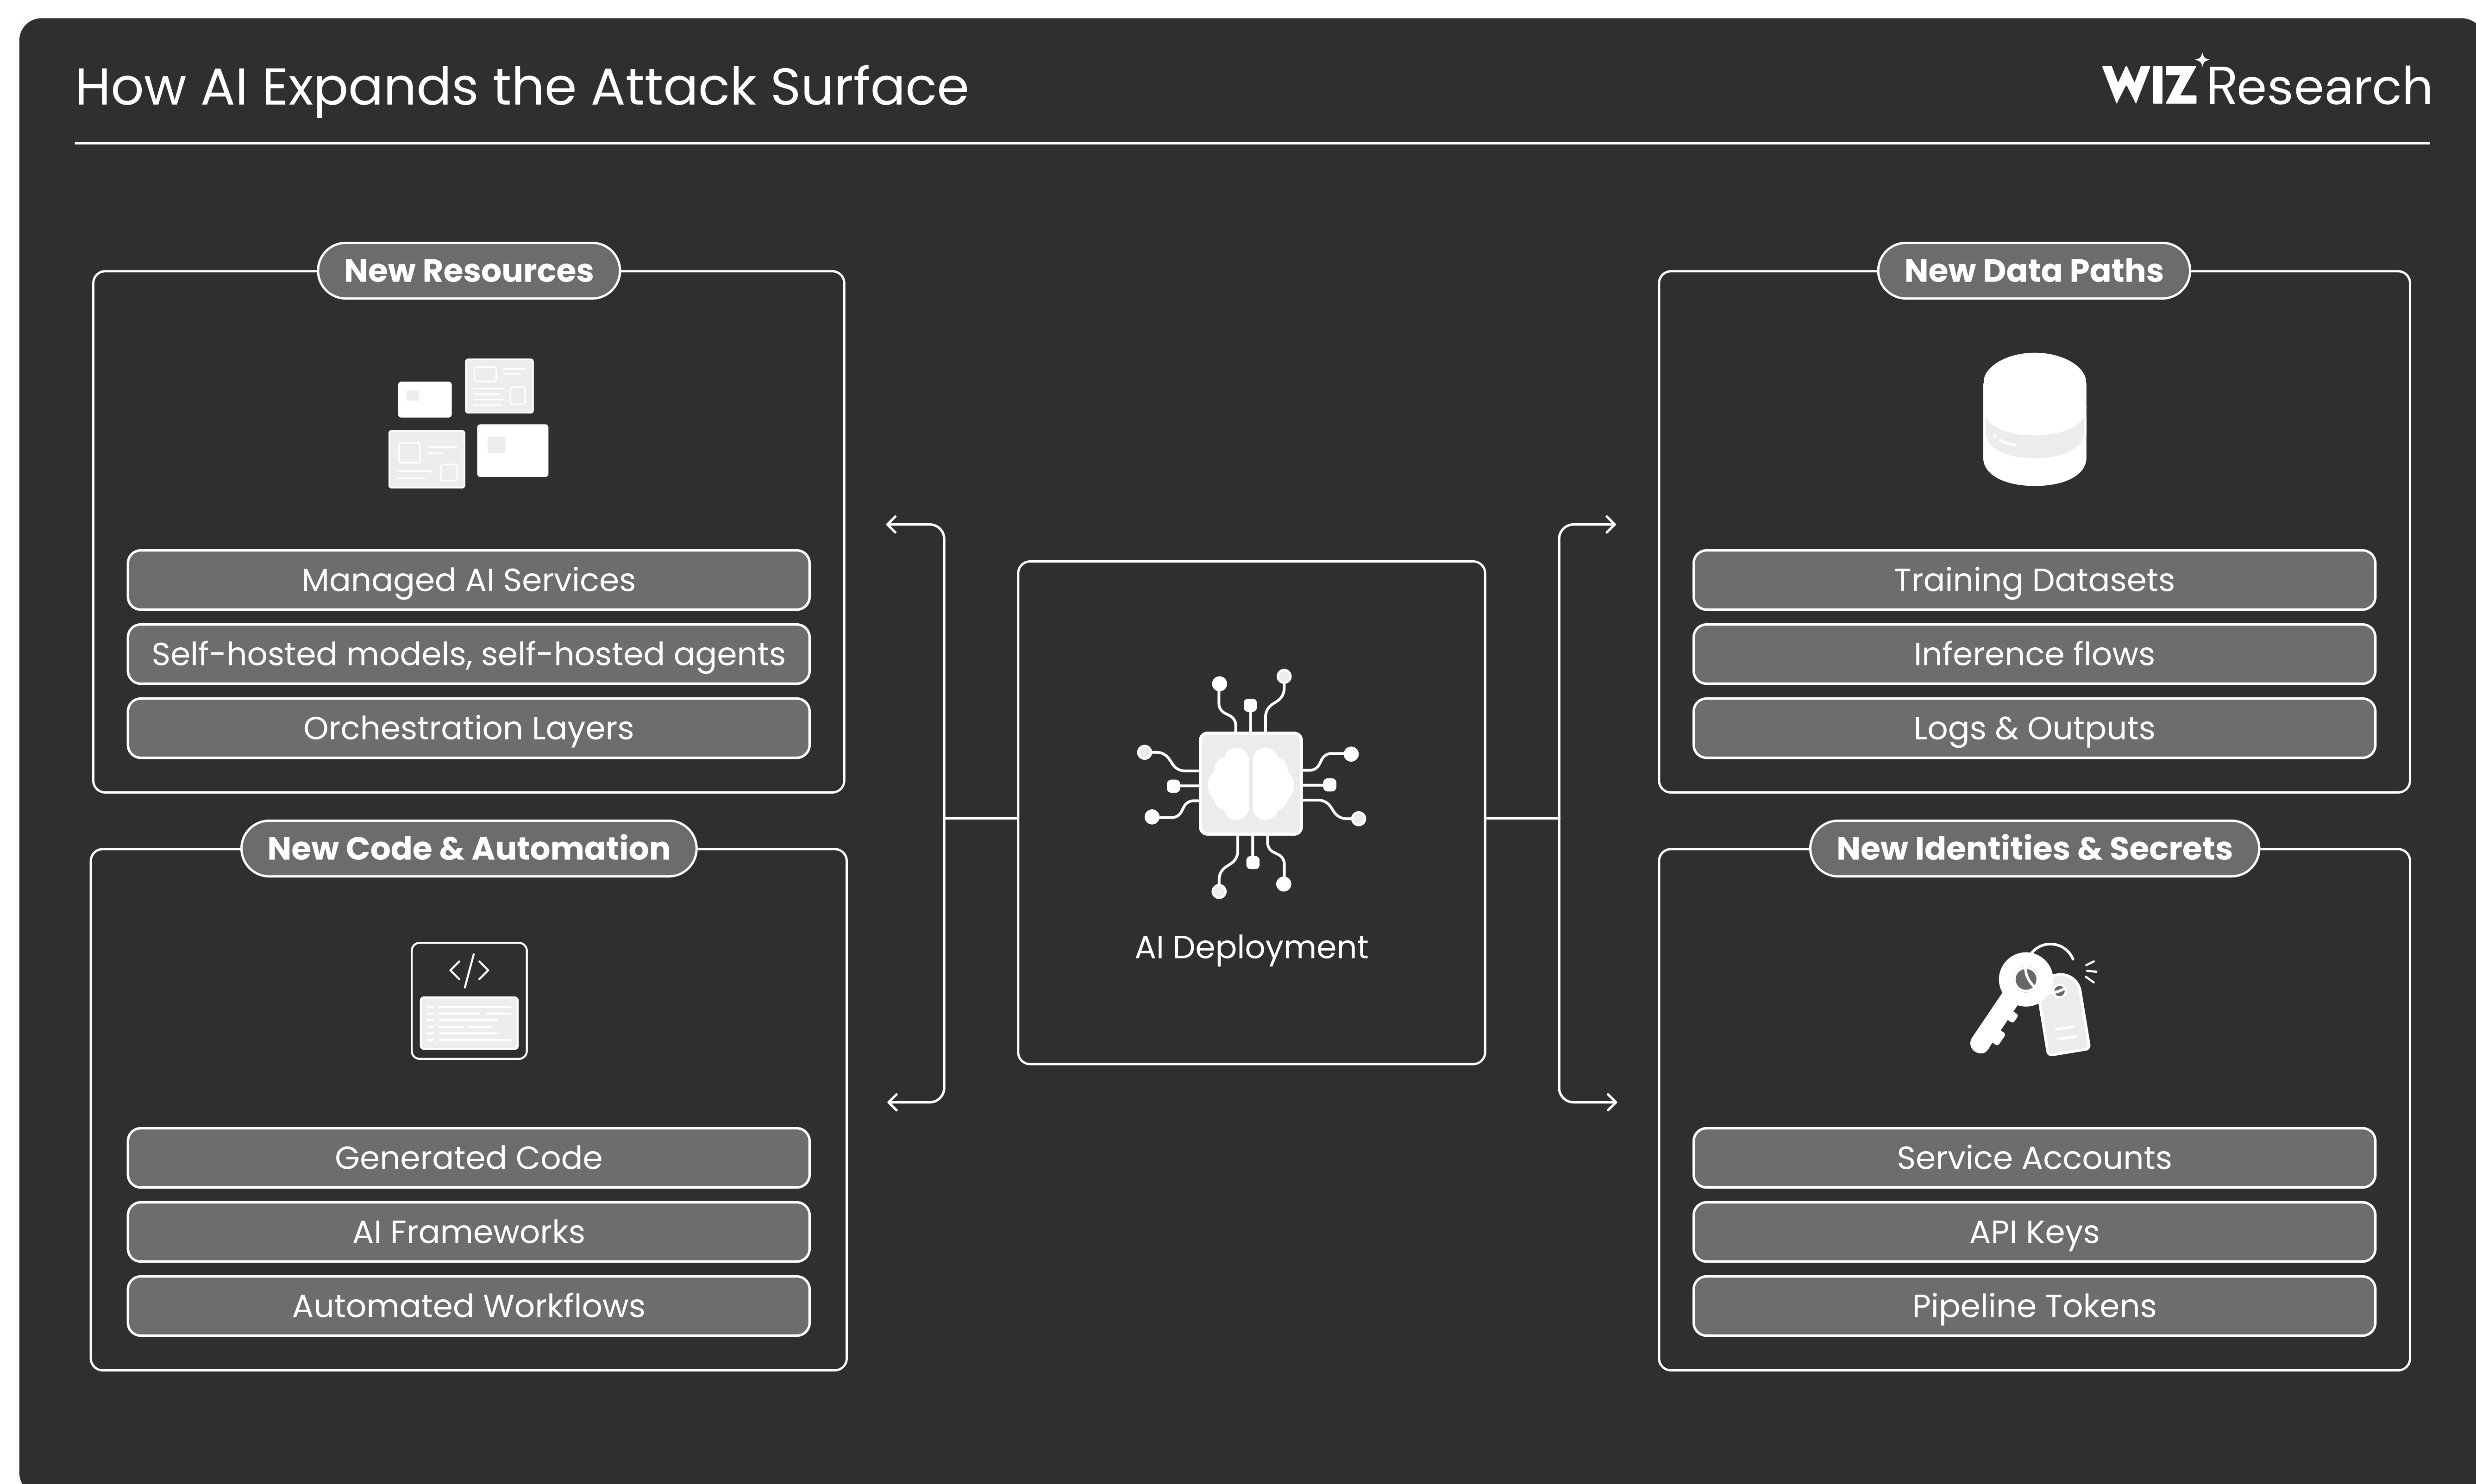 How AI Expands the Attack Surface
WIZ Research
New Resources
Managed AI Services
Self-hosted models, self-hosted agents
Orchestration Layers
New Code & Automation
Generated Code
AI Frameworks
Automated Workflows
AI Deployment
New Data Paths
Training Datasets
Inference flows
Logs & Outputs
New Identities & Secrets
Service Accounts
API Keys
Pipeline Tokens